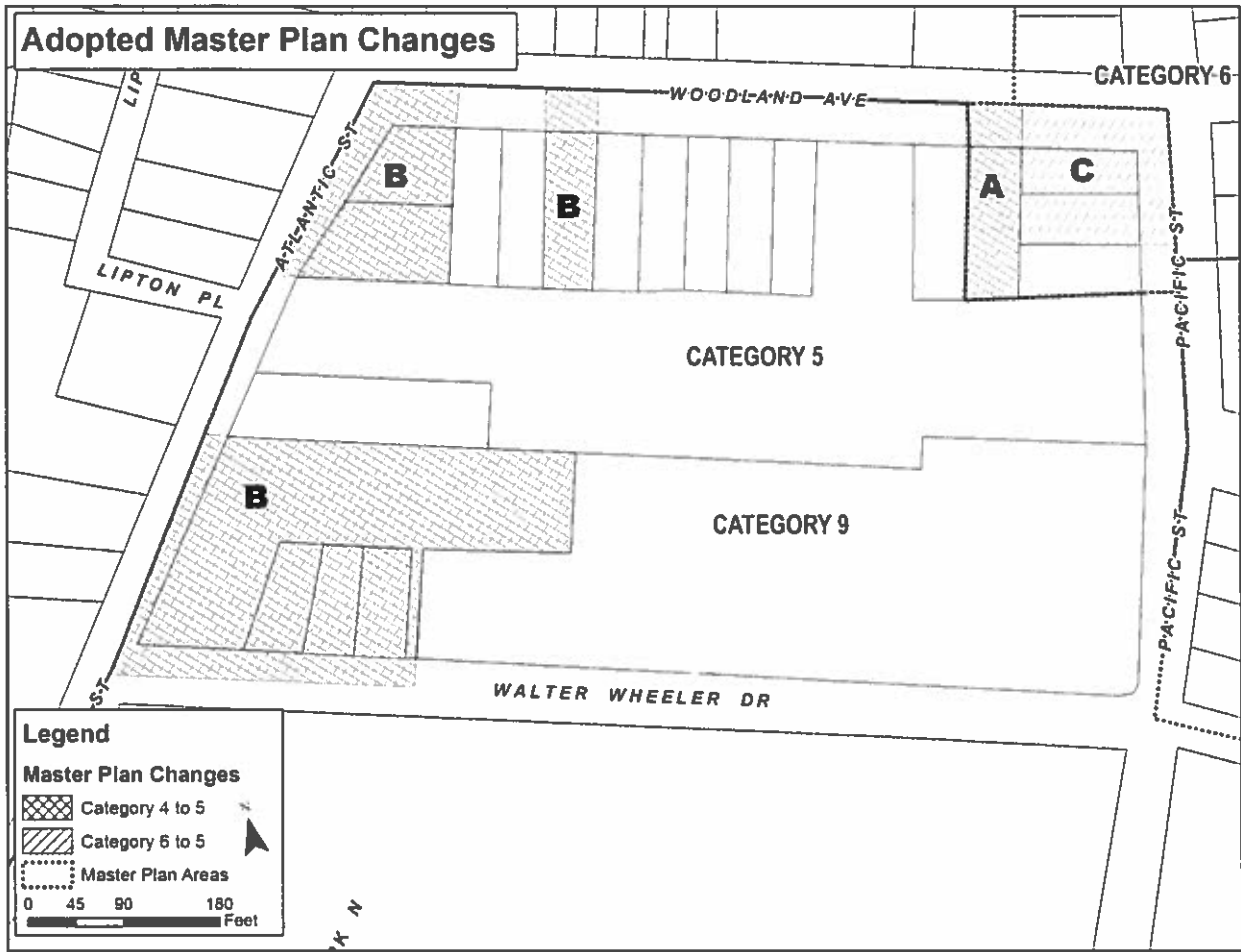 Adopted Master Plan Changes
CATEGORY 6
WOODLAND AVE
ATLANTIC ST
LIPTON PL
B
B
A
C
PACIFIC ST
CATEGORY 5
B
CATEGORY 9
PACIFIC ST
WALTER WHEELER DR
ST
Legend
Master Plan Changes
Category 4 to 5
Category 6 to 5
Master Plan Areas
0 45 90 180
Feet